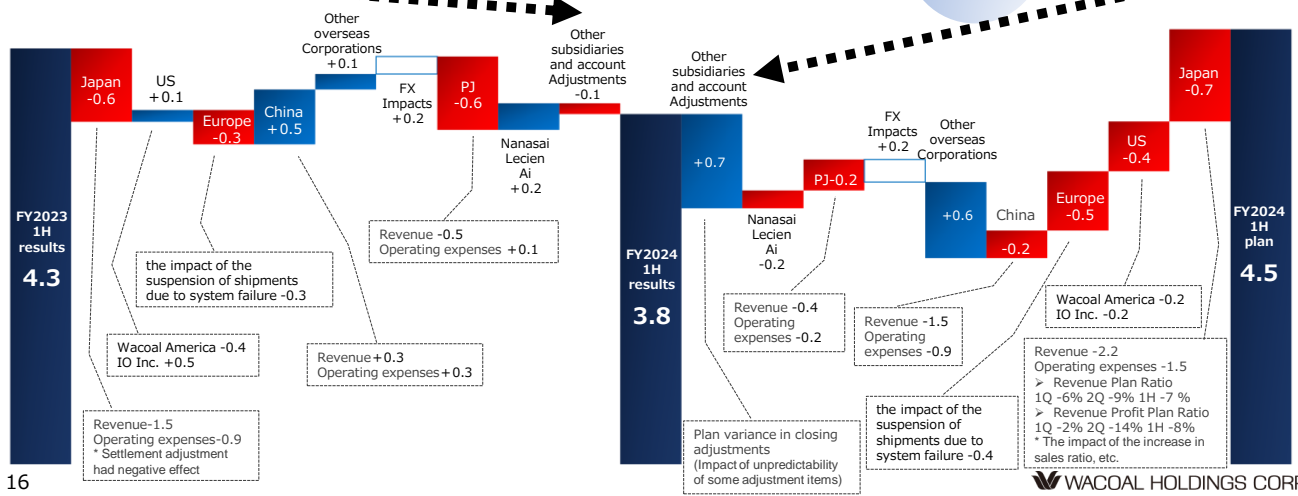 Other
overseas
Corporations
+0.1
Other
subsidiaries
and account
Adjustments
-0.1
Other
subsidiaries
and account
Adjustments
Japan
-0.6
US
+0.1
Europe
-0.3
China
+0.5
FX
Impacts
+0.2
PJ
-0.6
Nanasai
Lecien
Ai
+0.2
+0.7
Nanasai
Lecien
Ai
-0.2
PJ-0.2
FX
Impacts
+0.2
Other
overseas
Corporations
+0.6
China
-0.2
Europe
-0.5
US
-0.4
Japan
-0.7
FY2023
1H
results
4.3
FY2024
1H
results
3.8
FY2024
1H
plan
4.5
Revenue -0.5
Operating expenses +0.1
the impact of the
suspension of shipments
due to system failure -0.3
Wacoal America -0.4
IO Inc. +0.5
Revenue+0.3
Operating expenses+0.3
Revenue-1.5
Operating expenses-0.9
* Settlement adjustment
had negative effect
Revenue -0.4
Operating
expenses -0.2
Revenue -1.5
Operating
expenses -0.9
Wacoal America -0.2
IO Inc. -0.2
Revenue -2.2
Operating expenses -1.5
➢ Revenue Plan Ratio
1Q -6% 2Q -9% 1H -7 %
➢ Revenue Profit Plan Ratio
1Q -2% 2Q -14% 1H -8%
* The impact of the increase in
sales ratio, etc.
the impact of the
suspension of
shipments due to
system failure -0.4
Plan variance in closing
adjustments
(Impact of unpredictability
of some adjustment items)
16
WACOAL HOLDINGS CORP